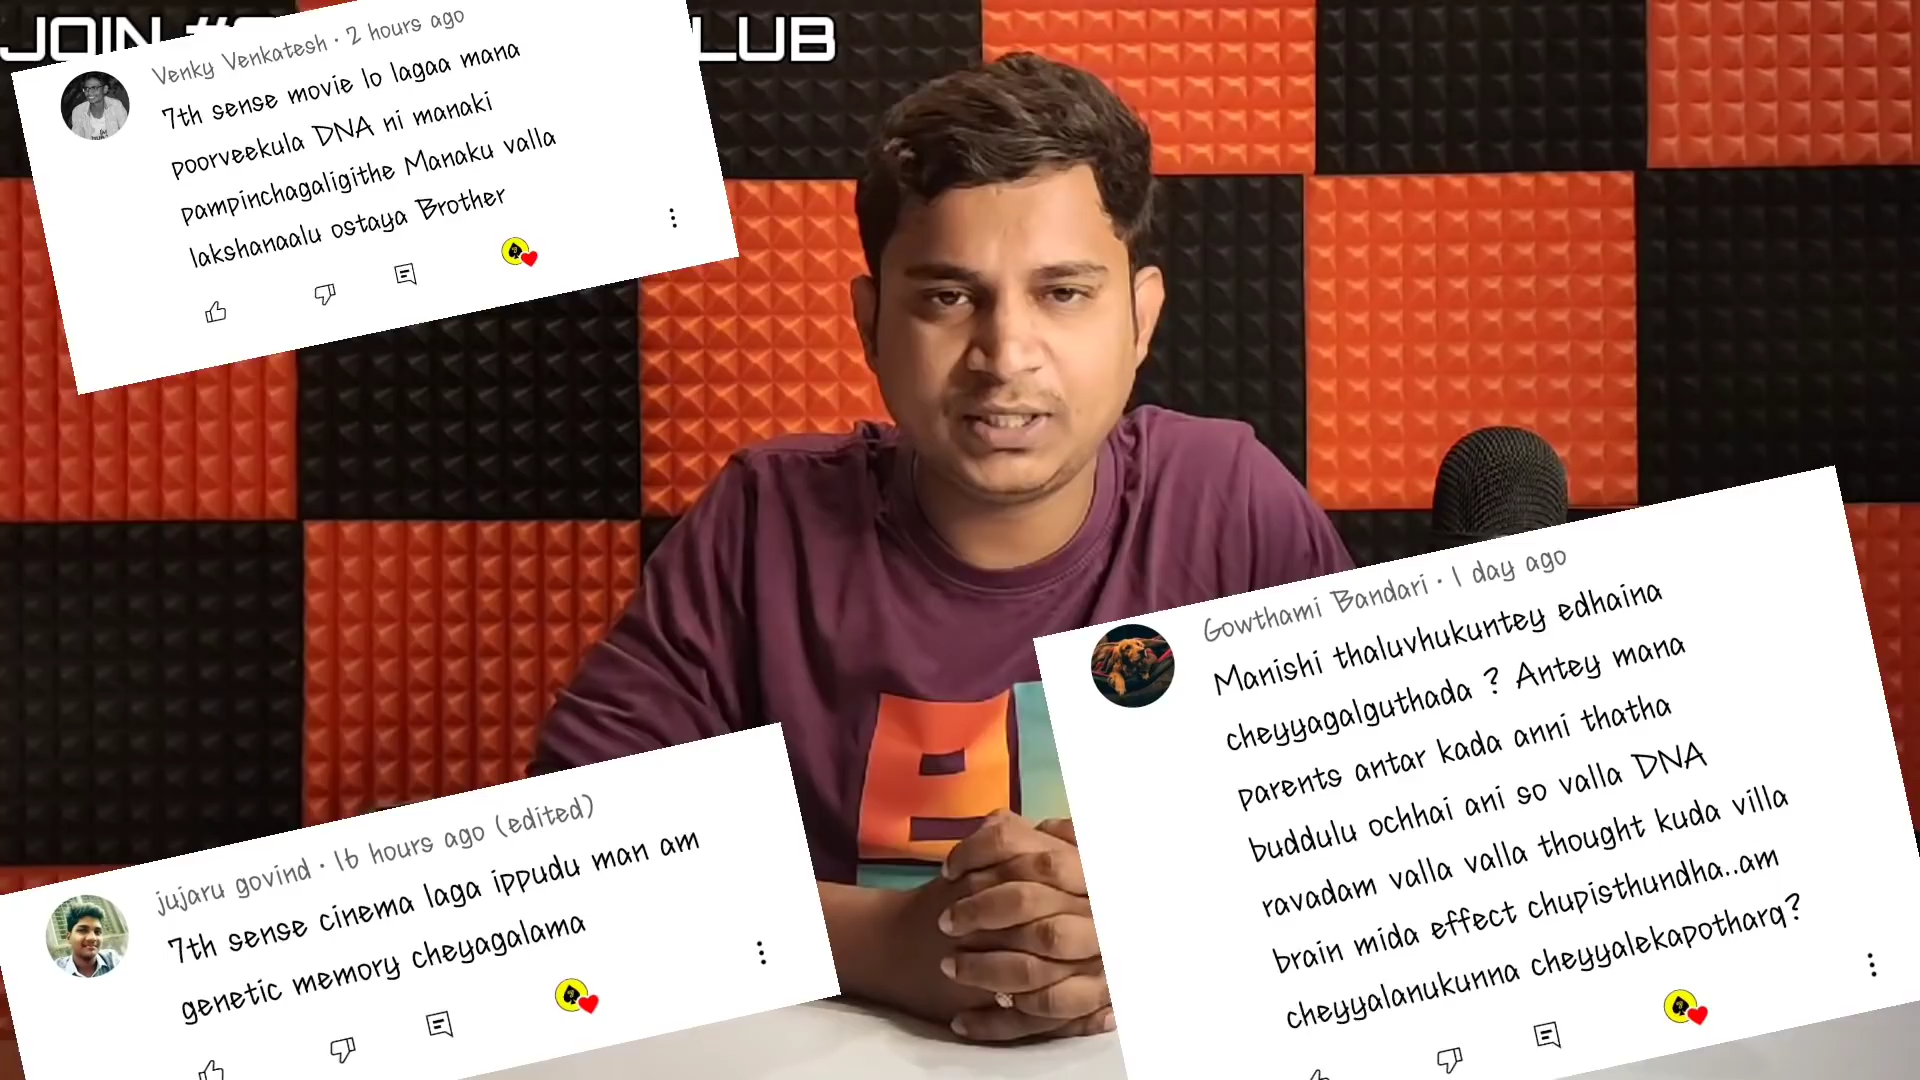 JOIN
LUB
Venky Venkatesh · 2 hours ago
7th sense movie lo lagaa mana
poorveekula DNA ni manaki
pampinchagaligithe Manaku valla
lakshanaalu ostaya Brother
Gowthami Bandari · 1 day ago
Manishi thaluvhukuntey edhaina
cheyyagalguthada ? Antey mana
parents antar kada anni thatha
buddulu ochhai ani so valla DNA
ravadam valla valla thought kuda villa
brain mida effect chupisthundha..am
cheyyalanukunna cheyyalekapotharq?
jujaru govind · 16 hours ago (edited)
7th sense cinema laga ippudu man am
genetic memory cheyagalama